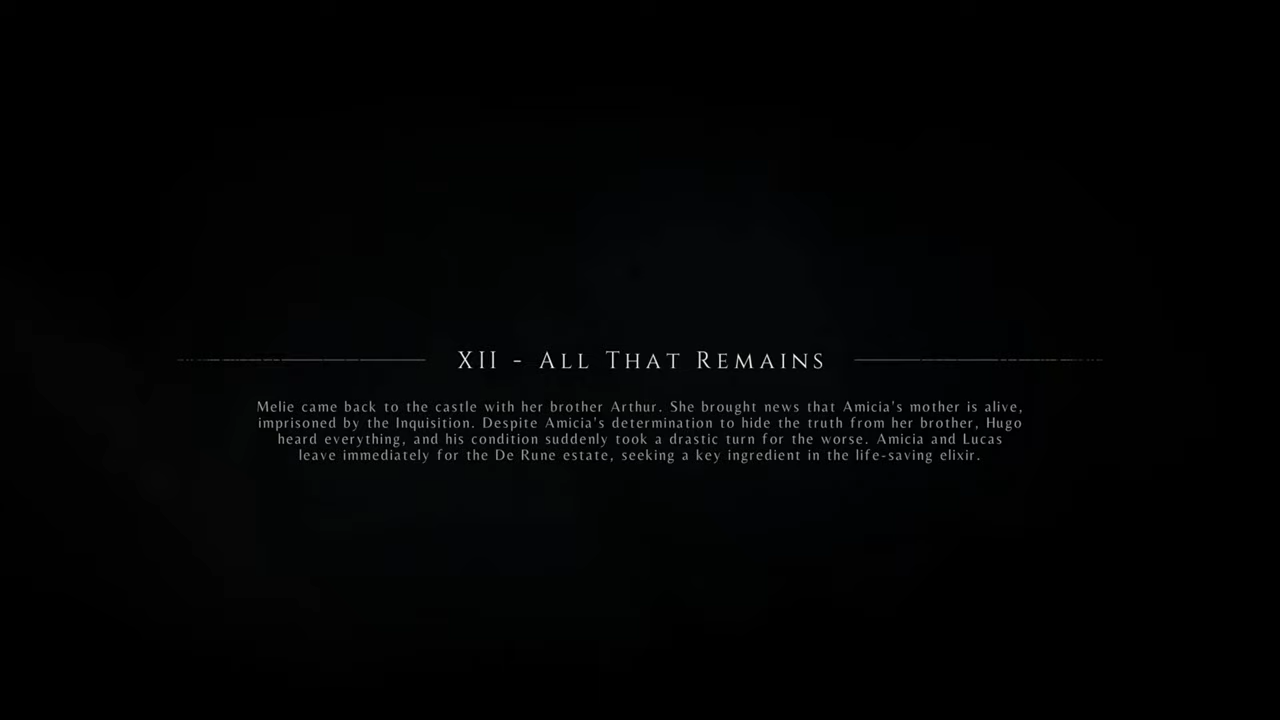 XII - All That Remains
Melie came back to the castle with her brother Arthur. She brought news that Amicia's mother is alive,
imprisoned by the Inquisition. Despite Amicia's determination to hide the truth from her brother, Hugo
heard everything, and his condition suddenly took a drastic turn for the worse. Amicia and Lucas
leave immediately for the De Rune estate, seeking a key ingredient in the life-saving elixir.